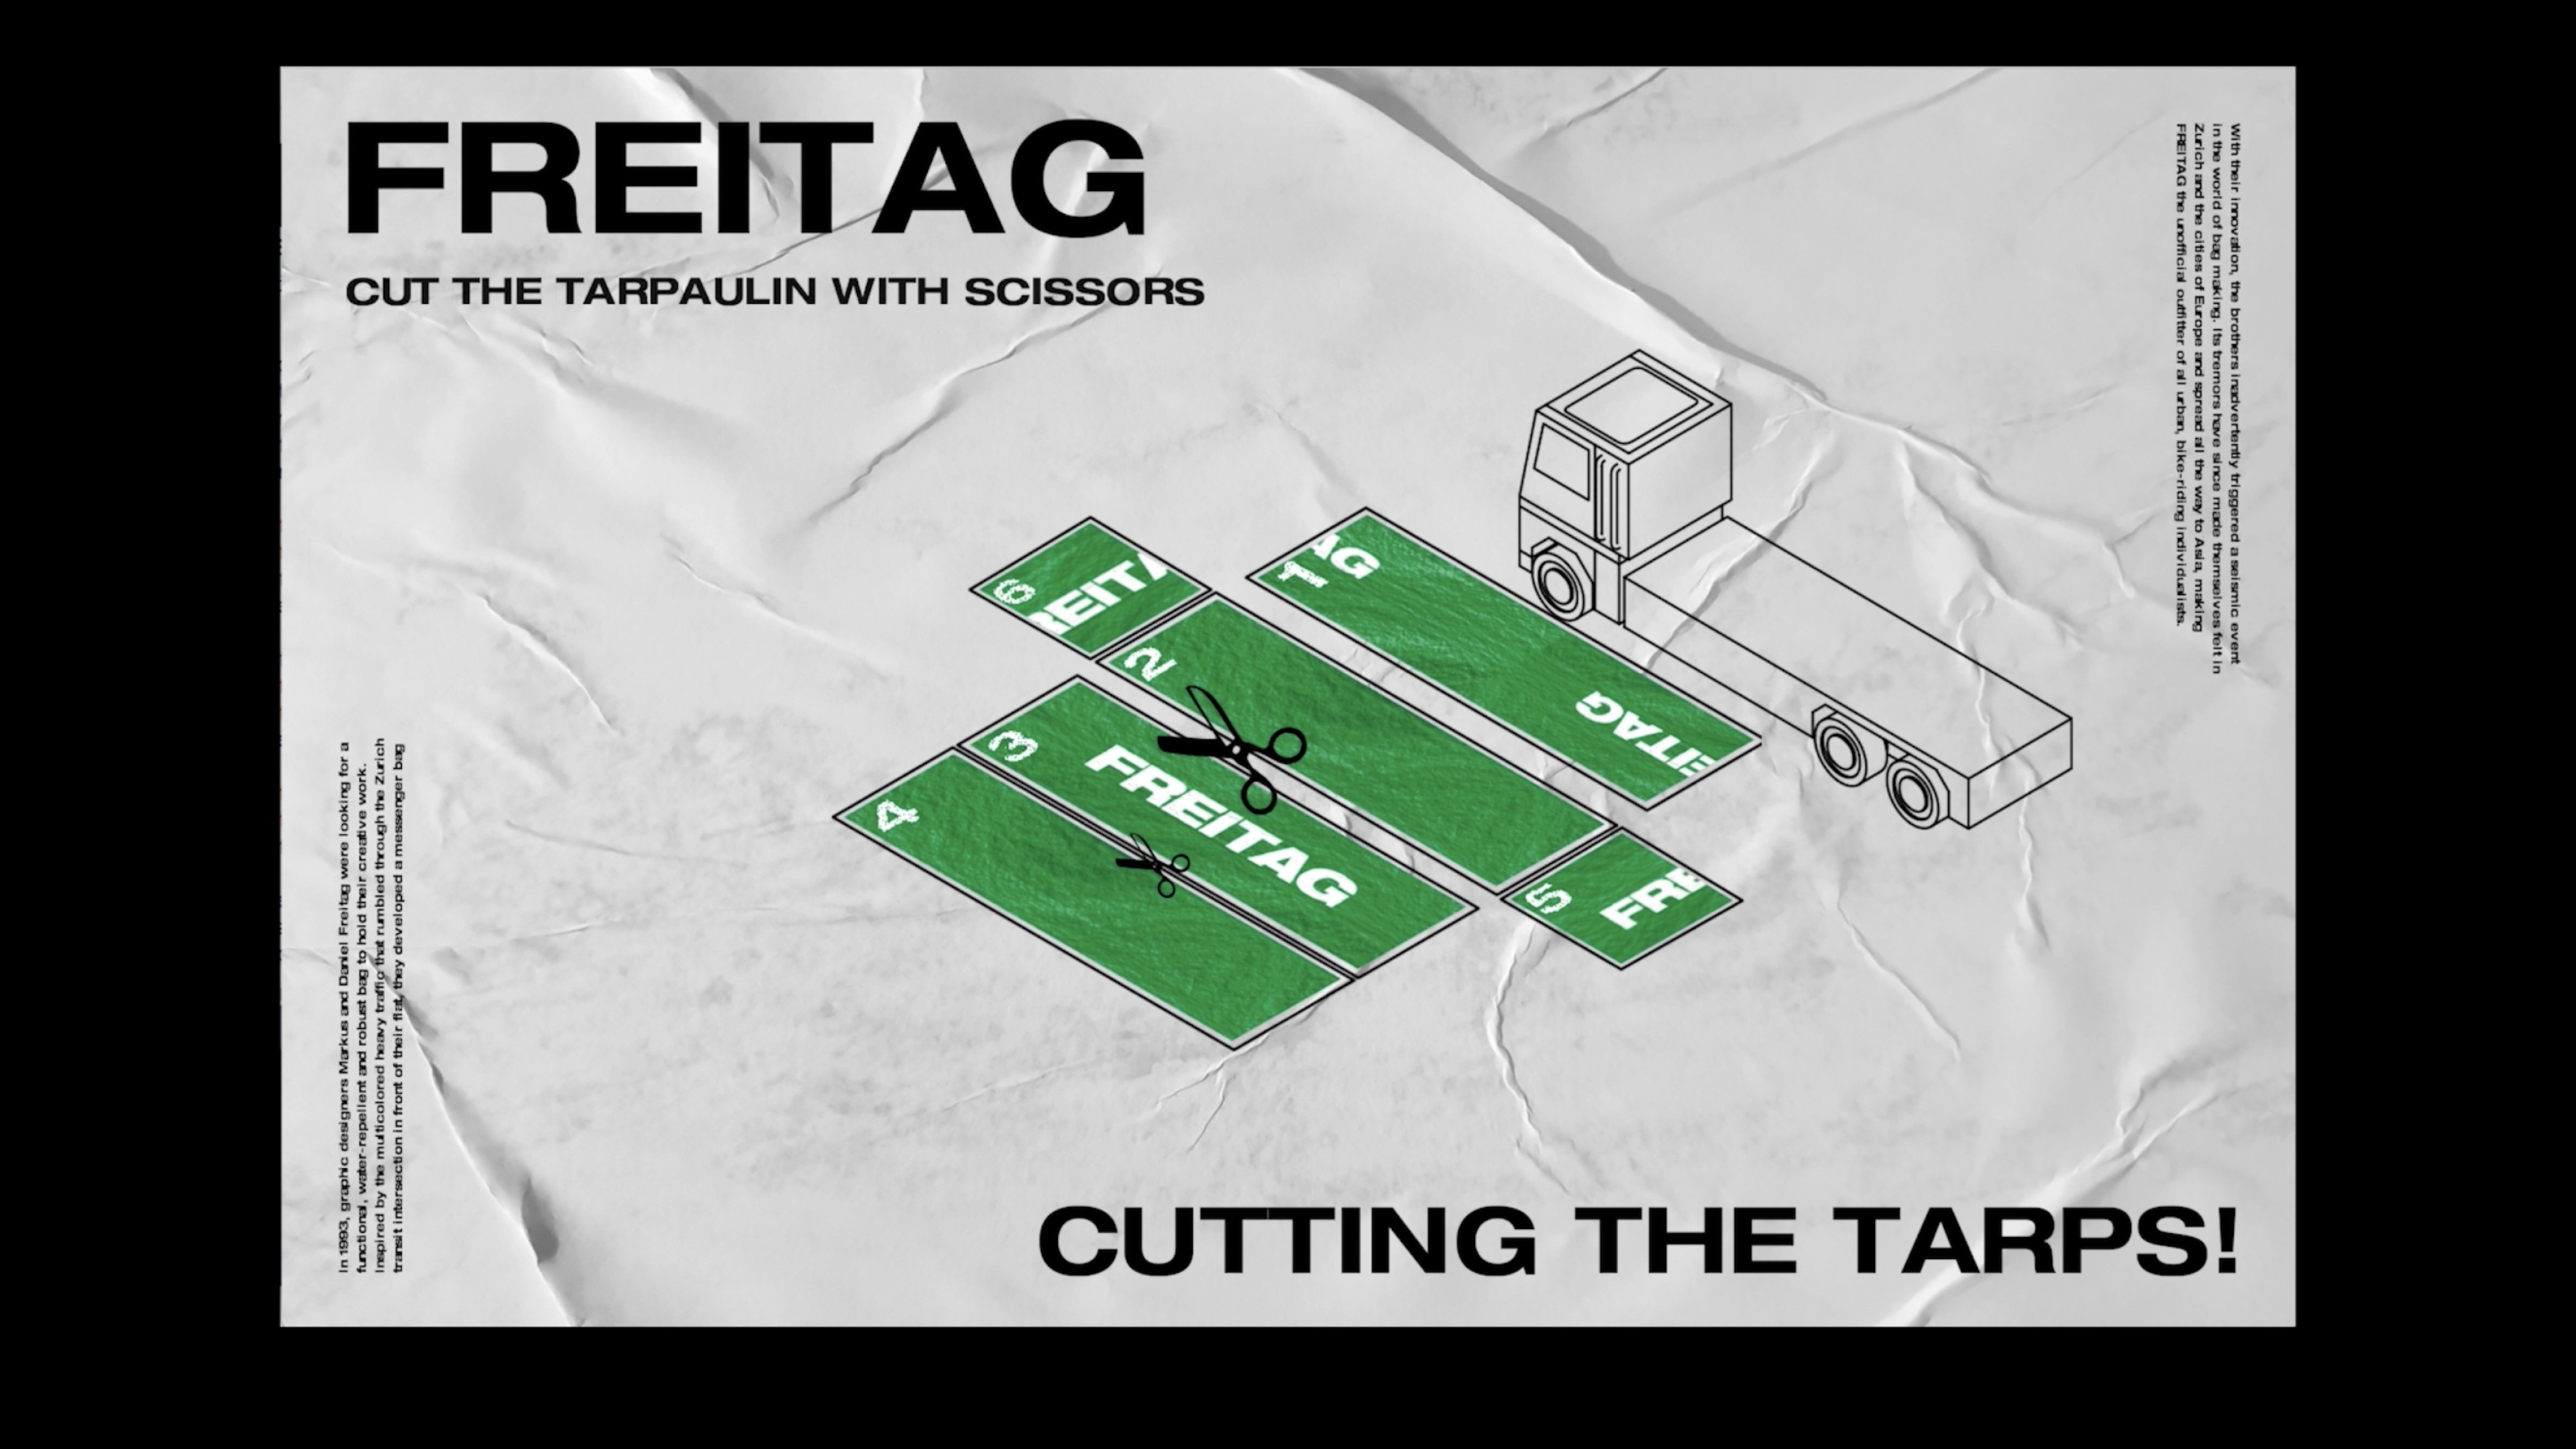 FREITAG
CUT THE TARPAULIN WITH SCISSORS
With their innovation, the brothers inadvertently triggered a seismic event
in the world of bag making. Its tremors have since made themselves felt in
Zurich and the cities of Europe and spread all the way to Asia, making
FREITAG the unofficial outfitter of all urban, bike-riding individualists.
6
REITA
AG
1
2
EITAG
3
FREITAG
4
5
FRE
In 1993, graphic designers Markus and Daniel Freitag were looking for a
functional, water-repellent and robust bag to hold their creative work.
Inspired by the multicolored heavy traffic that rumbled through the Zurich
transit intersection in front of their flat, they developed a messenger bag
CUTTING THE TARPS!